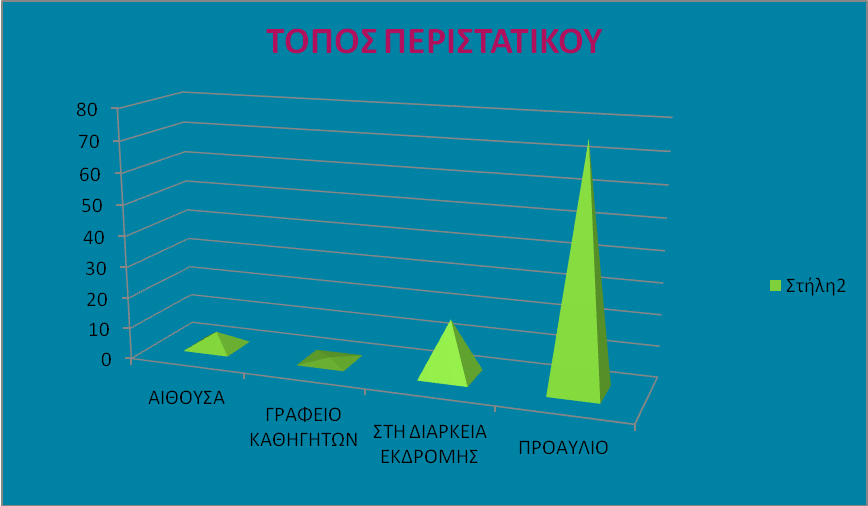 ΤΟΠΟΣ ΠΕΡΙΣΤΑΤΙΚΟΥ
80
70
60
50
40
30
20
10
0
ΑΙΘΟΥΣΑ
ΓΡΑΦΕΙΟ
ΚΑΘΗΓΗΤΩΝ
ΣΤΗ ΔΙΑΡΚΕΙΑ
ΕΚΔΡΟΜΗΣ
ΠΡΟΑΥΛΙΟ
Στήλη2